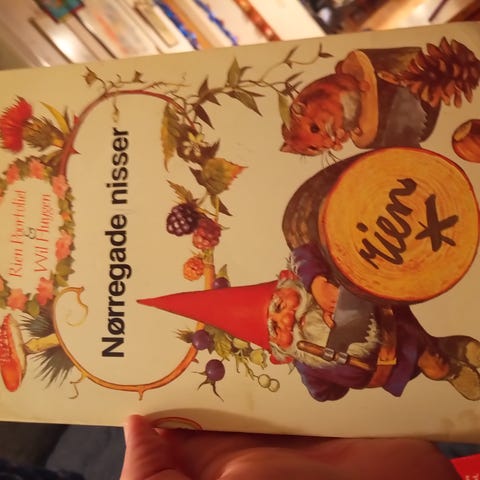 Rien Poortvliet
&
Wil Huygen
Nørregade nisser
rien